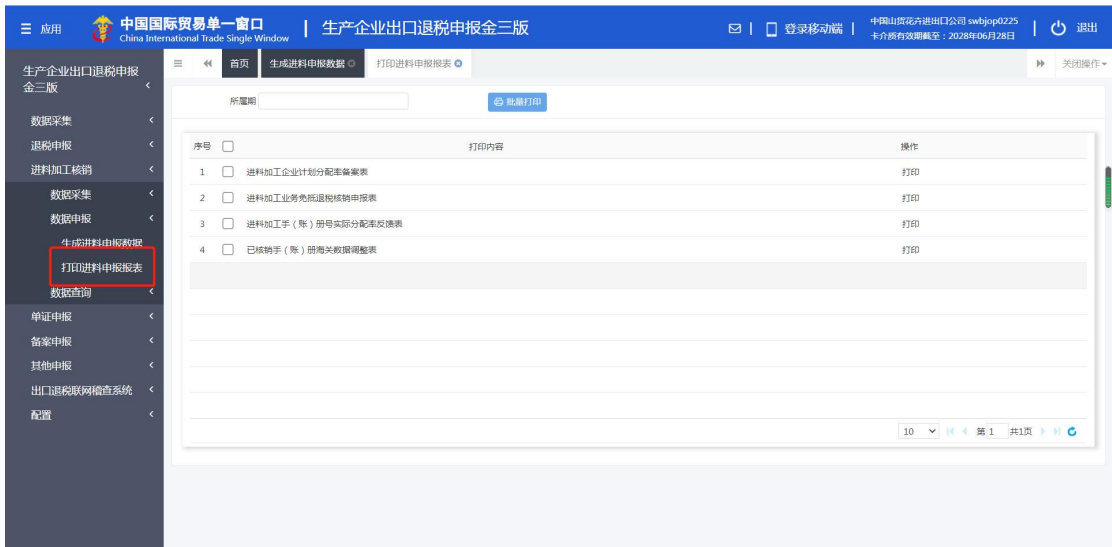 应用
中国国际贸易单一窗口
China International Trade Single Window
生产企业出口退税申报金三版
登录移动端
中国山货花卉进出口公司 swbjop0225
卡介质有效期截至：2028年06月28日
退出
生产企业出口退税申报
金三版
数据采集
退税申报
进料加工核销
数据采集
数据申报
生成进料申报数据
打印进料申报报表
数据查询
单证申报
备案申报
其他申报
出口退税联网稽查系统
配置
首页 生成进料申报数据 打印进料申报报表
关闭操作
所属期
批量打印
序号 打印内容 操作
1 进料加工企业计划分配率备案表 打印
2 进料加工业务免抵退税核销申报表 打印
3 进料加工手（账）册号实际分配率反馈表 打印
4 已核销手（账）册海关数据调整表 打印
10 第 1 共1页